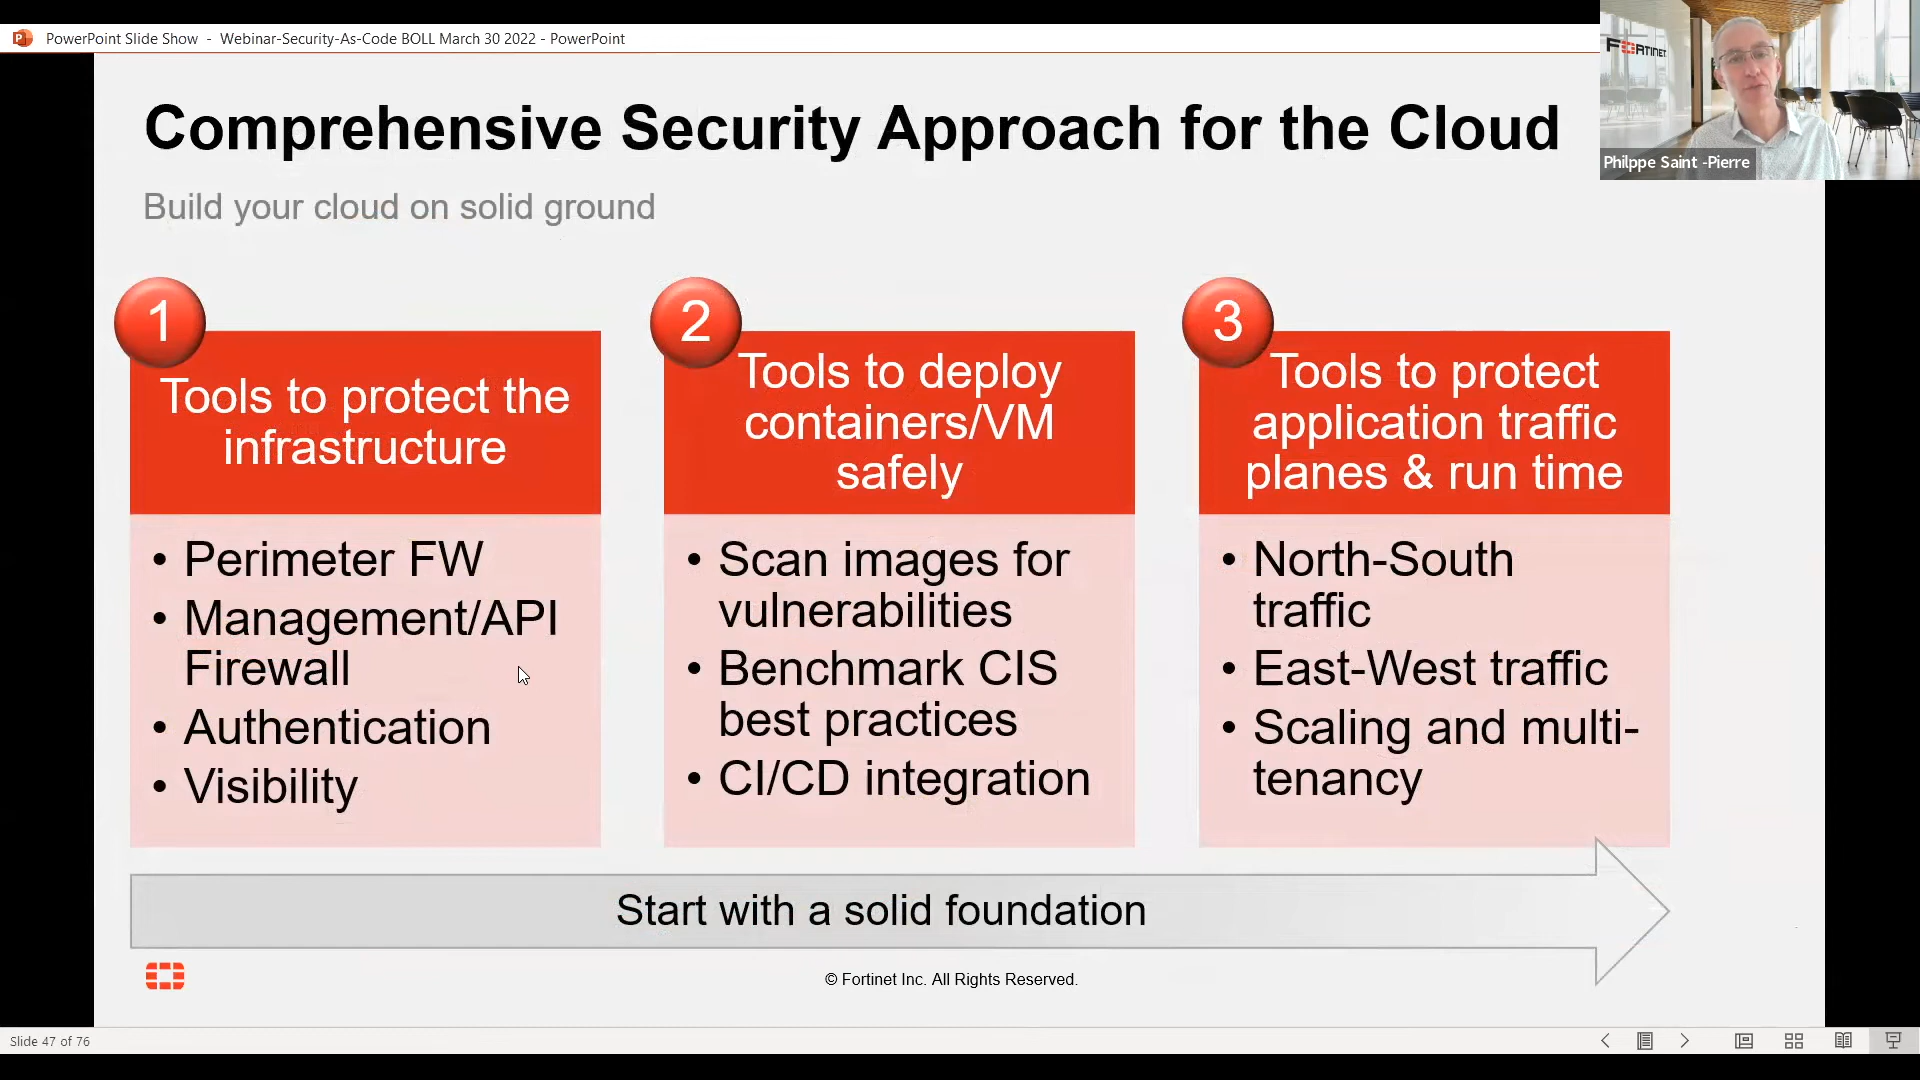 PowerPoint Slide Show - Webinar-Security-As-Code BOLL March 30 2022 - PowerPoint
FORTINET
Philppe Saint -Pierre
Comprehensive Security Approach for the Cloud
Build your cloud on solid ground
1
Tools to protect the
infrastructure
• Perimeter FW
• Management/API
Firewall
• Authentication
• Visibility
2
Tools to deploy
containers/VM
safely
• Scan images for
vulnerabilities
• Benchmark CIS
best practices
• CI/CD integration
3
Tools to protect
application traffic
planes & run time
• North-South
traffic
• East-West traffic
• Scaling and multi-
tenancy
Start with a solid foundation
© Fortinet Inc. All Rights Reserved.
Slide 47 of 76